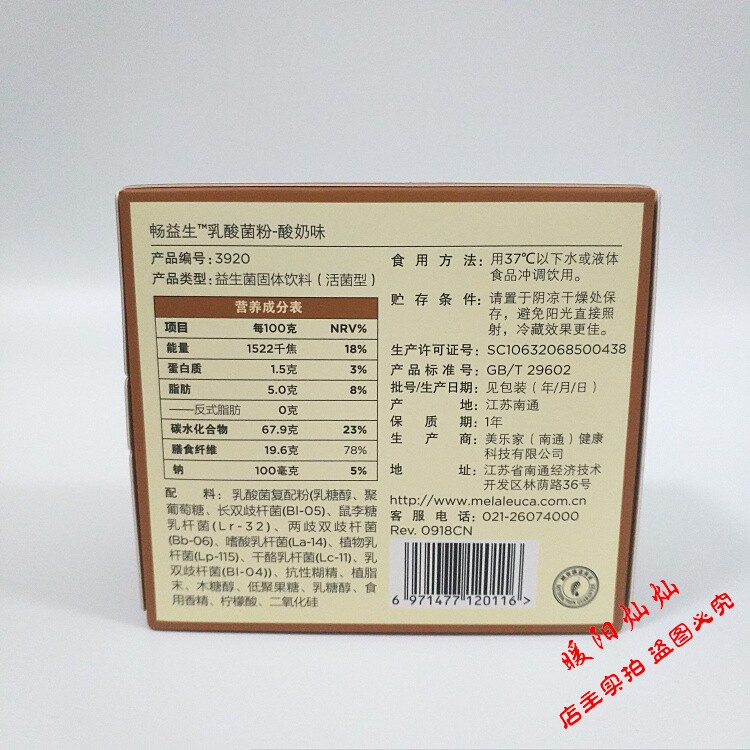 畅益生™乳酸菌粉-酸奶味
产品编号:3920
产品类型:益生菌固体饮料(活菌型)
营养成分表
项目 每100克 NRV%
能量 1522千焦 18%
蛋白质 1.5克 3%
脂肪 5.0克 8%
——反式脂肪 0克
碳水化合物 67.9克 23%
膳食纤维 19.6克 78%
钠 100毫克 5%
配料:乳酸菌复配粉(乳糖醇、聚
葡萄糖、长双歧杆菌(Bl-05)、鼠李糖
乳杆菌(Lr-32)、两歧双歧杆菌
(Bb-06)、嗜酸乳杆菌(La-14)、植物乳
杆菌(Lp-115)、干酪乳杆菌(Lc-11)、乳
双歧杆菌(BI-04))、抗性糊精、植脂
末、木糖醇、低聚果糖、乳糖醇、食
用香精、柠檬酸、二氧化硅
食用方法:用37℃以下水或液体
食品冲调饮用。
贮存条件:请置于阴凉干燥处保
存,避免阳光直接照
射,冷藏效果更佳。
生产许可证号:SC10632068500438
产品标准号:GB/T 29602
批号/生产日期:见包装(年/月/日)
产地:江苏南通
保质期:1年
生产商:美乐家(南通)健康
科技有限公司
地址:江苏省南通经济技术
开发区林荫路36号
http://www.melaleuca.com.cn
客服电话:021-26074000
Rev. 0918CN
6 971477 120116 >
暖阳灿灿
店主实拍 盗图必究